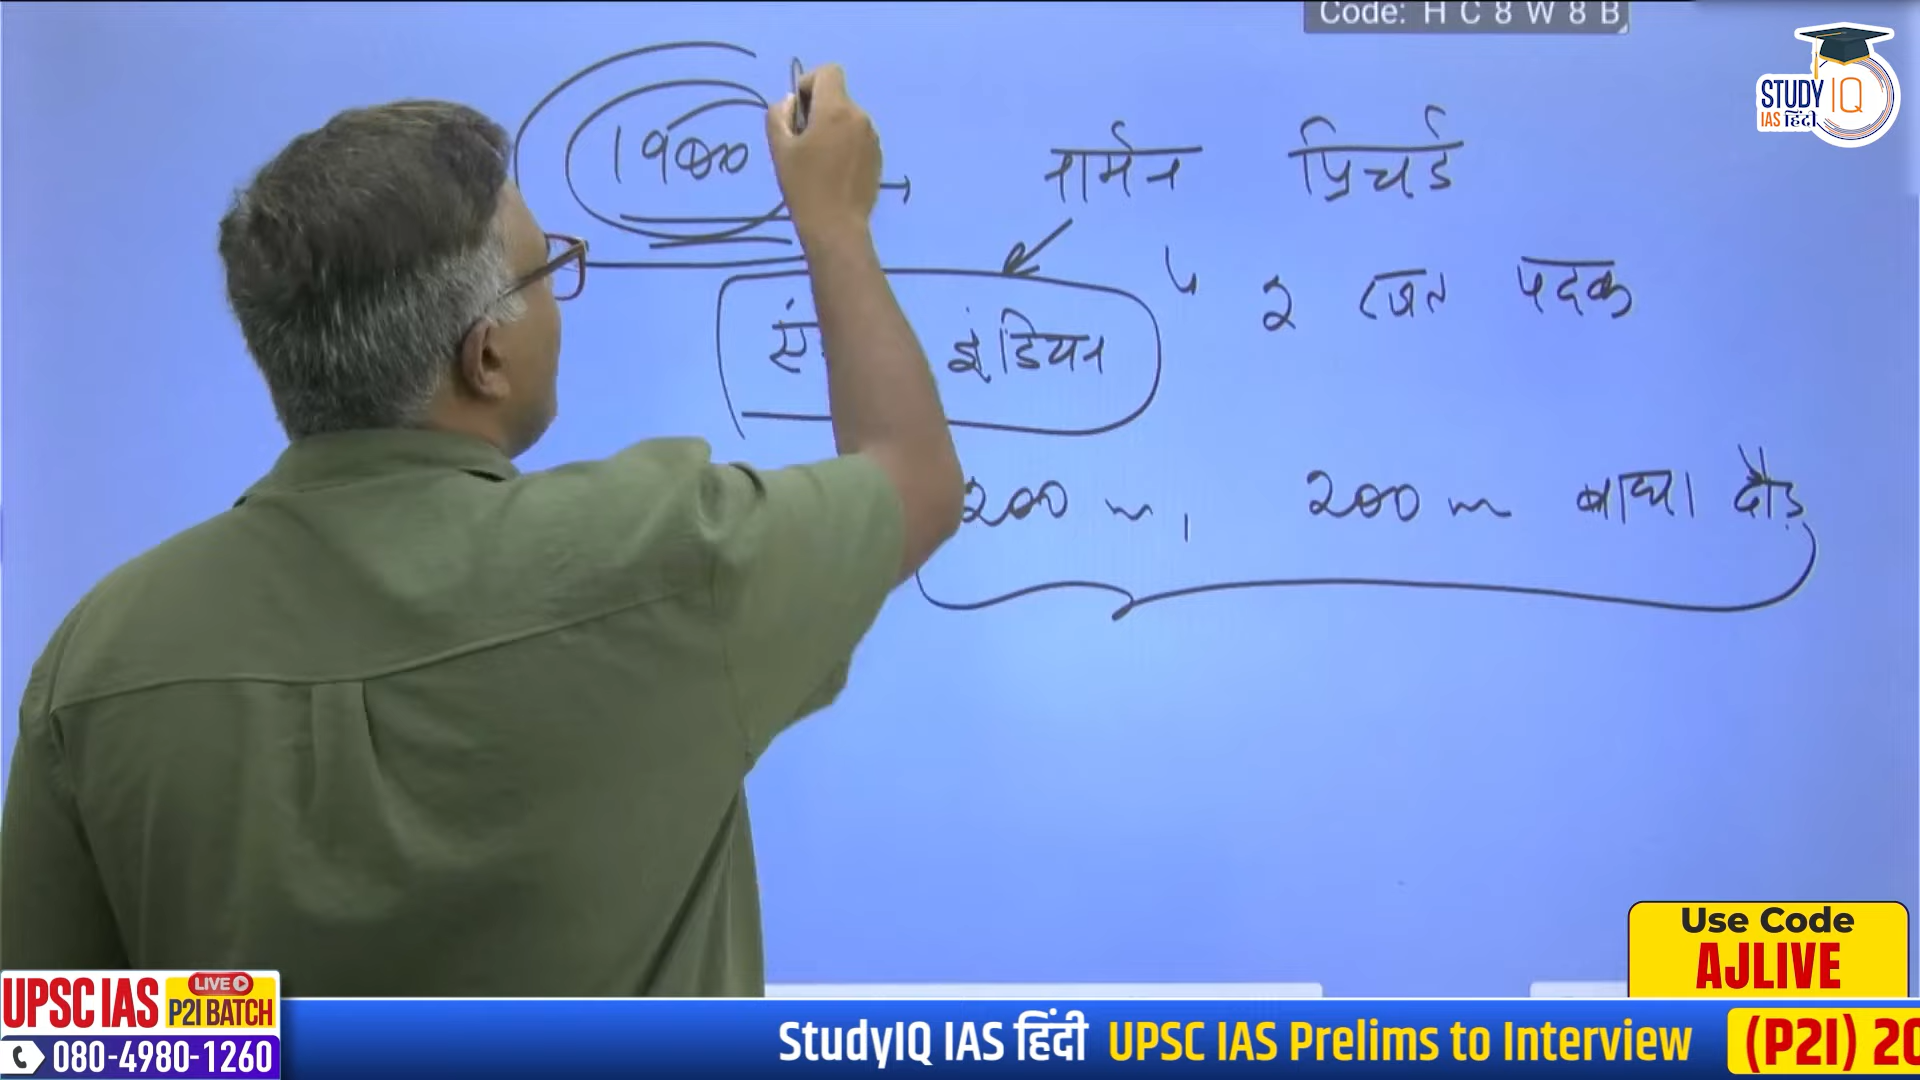 Code: H C 8 W 8 B
STUDY IQ
IAS हिंदी
1900 → नार्मन प्रिचर्ड
↳ 2 रजत पदक
इंडियन
200 m, 200 m बाधा दौड़
Use Code
AJLIVE
LIVE
UPSC IAS P2I BATCH
080-4980-1260
StudyIQ IAS हिंदी UPSC IAS Prelims to Interview (P2I) 20